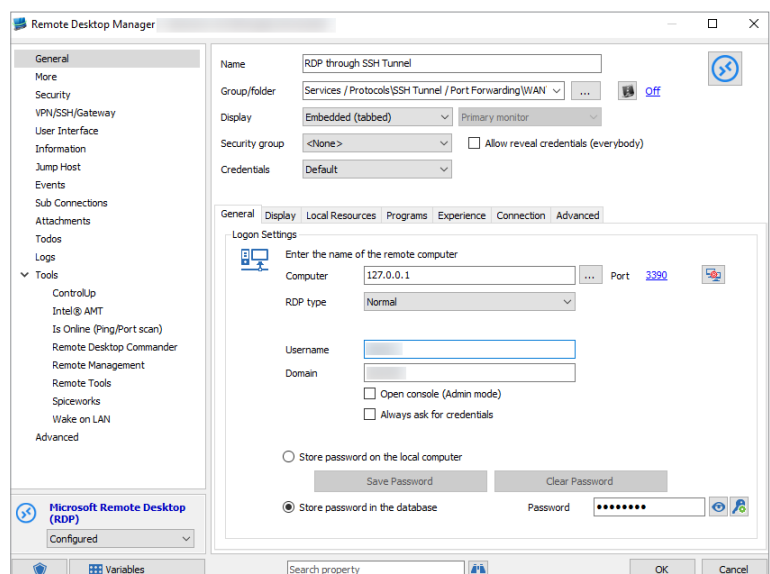 Remote Desktop Manager
General
More
Security
VPN/SSH/Gateway
User Interface
Information
Jump Host
Events
Sub Connections
Attachments
Todos
Logs
Tools
ControlUp
Intel® AMT
Is Online (Ping/Port scan)
Remote Desktop Commander
Remote Management
Remote Tools
Spiceworks
Wake on LAN
Advanced
Microsoft Remote Desktop
(RDP)
Configured
Variables
Name RDP through SSH Tunnel
Group/folder Services / Protocols\SSH Tunnel / Port Forwarding\WAN ... Off
Display Embedded (tabbed) Primary monitor
Security group <None> Allow reveal credentials (everybody)
Credentials Default
General Display Local Resources Programs Experience Connection Advanced
Logon Settings
Enter the name of the remote computer
Computer 127.0.0.1 ... Port 3390
RDP type Normal
Username
Domain
Open console (Admin mode)
Always ask for credentials
Store password on the local computer
Save Password Clear Password
Store password in the database Password ••••••••
Search property OK Cancel